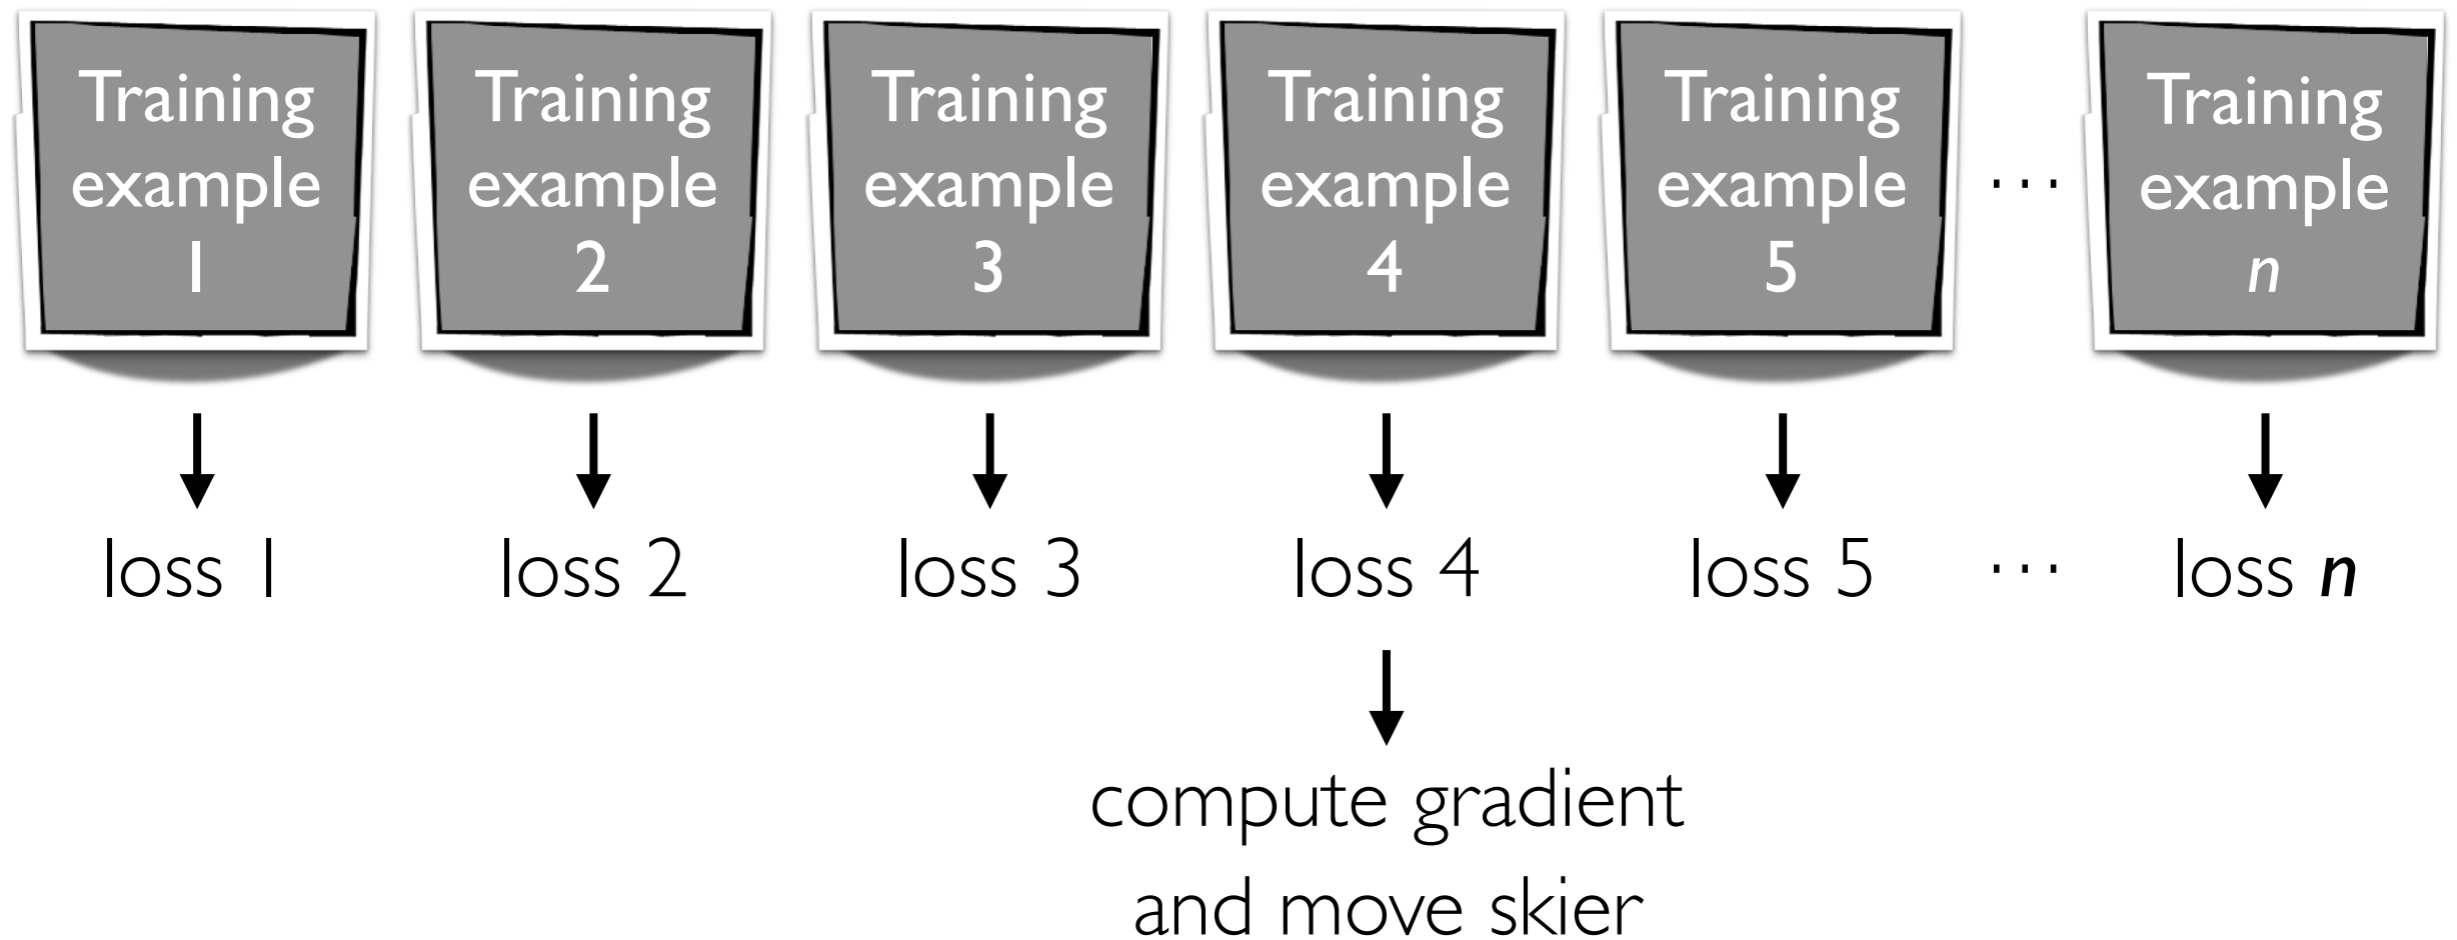 Training example 1
Training example 2
Training example 3
Training example 4
Training example 5
...
Training example n
loss 1
loss 2
loss 3
loss 4
loss 5
...
loss n
compute gradient
and move skier